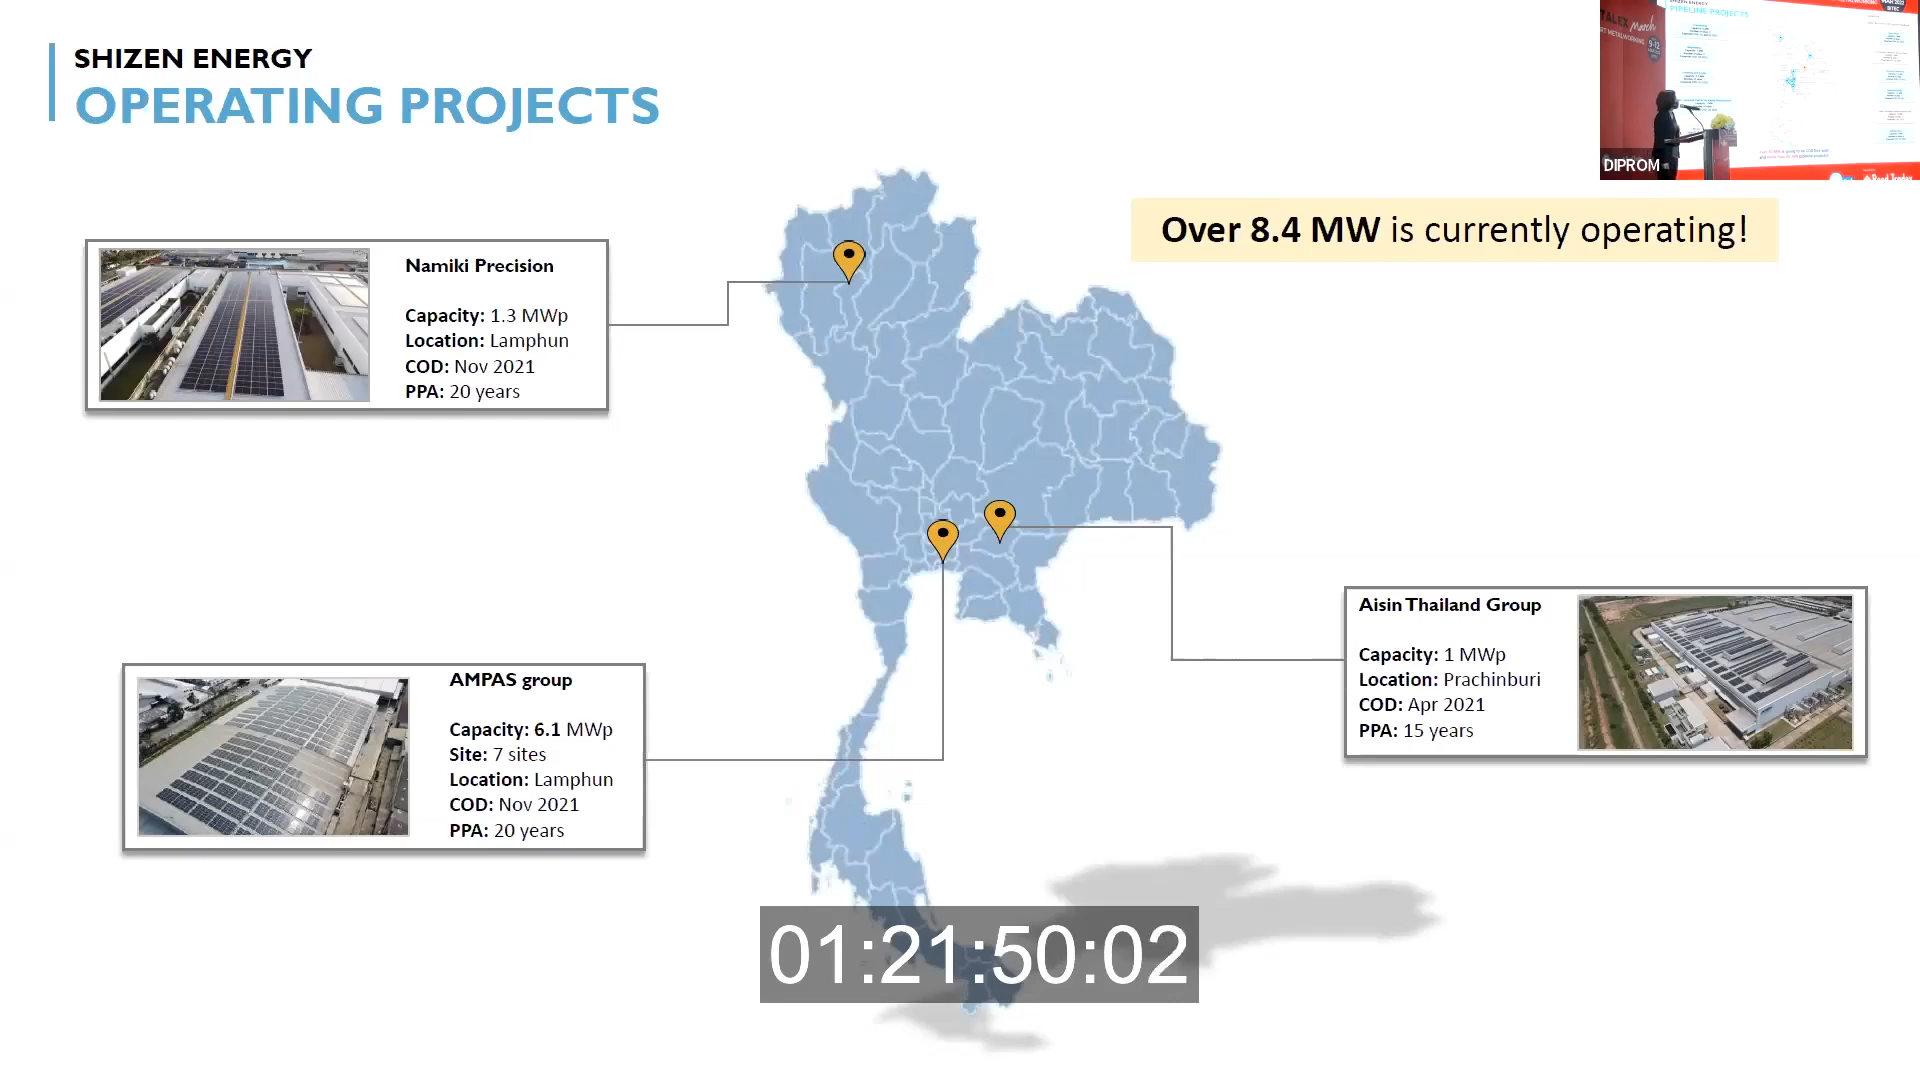 SHIZEN ENERGY
OPERATING PROJECTS
PIPELINE PROJECTS
DIPROM
Over 8.4 MW is currently operating!
Namiki Precision
Capacity: 1.3 MWp
Location: Lamphun
COD: Nov 2021
PPA: 20 years
AMPAS group
Capacity: 6.1 MWp
Site: 7 sites
Location: Lamphun
COD: Nov 2021
PPA: 20 years
Aisin Thailand Group
Capacity: 1 MWp
Location: Prachinburi
COD: Apr 2021
PPA: 15 years
01:21:50:02